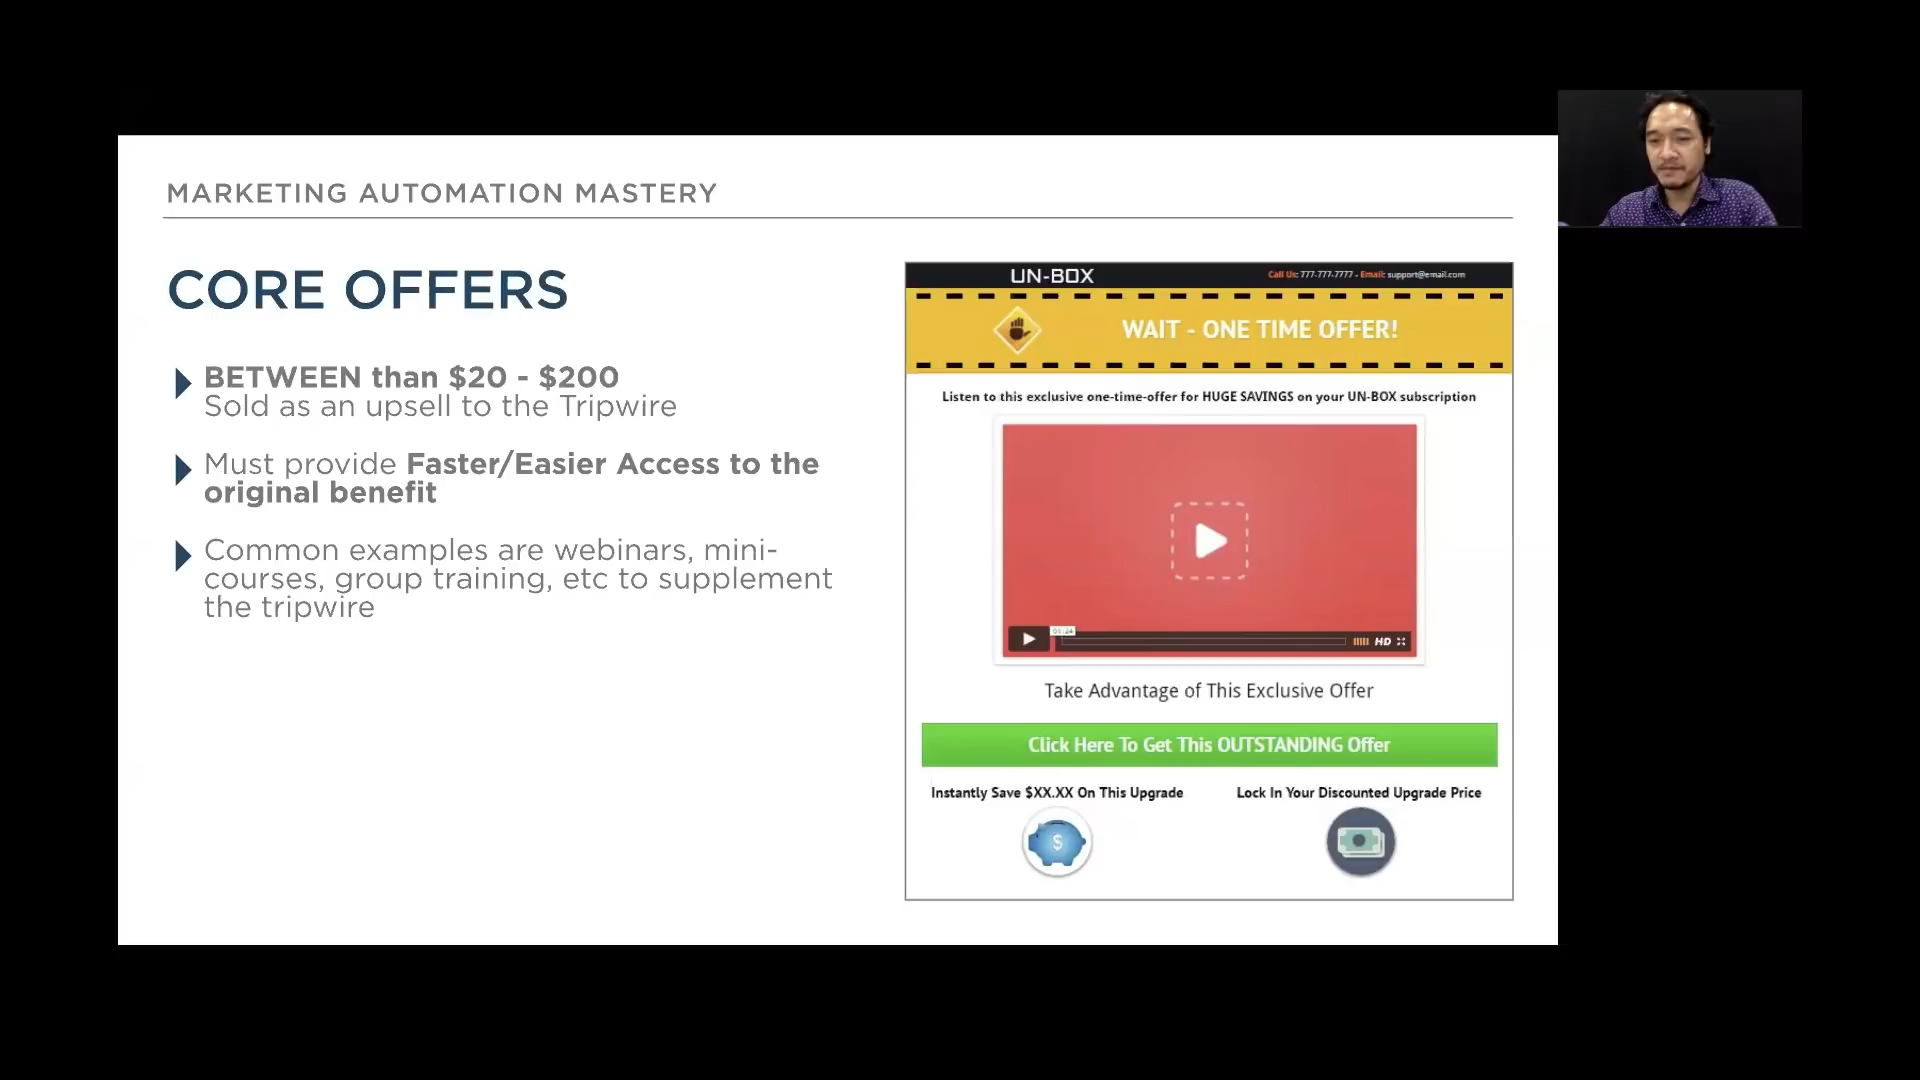 MARKETING AUTOMATION MASTERY
CORE OFFERS
BETWEEN than $20 - $200
Sold as an upsell to the Tripwire
Must provide Faster/Easier Access to the
original benefit
Common examples are webinars, mini-
courses, group training, etc to supplement
the tripwire
UN-BOX
Call Us: 777-777-7777 - Email: support@email.com
WAIT - ONE TIME OFFER!
Listen to this exclusive one-time-offer for HUGE SAVINGS on your UN-BOX subscription
01:24
HD
Take Advantage of This Exclusive Offer
Click Here To Get This OUTSTANDING Offer
Instantly Save $XX.XX On This Upgrade
Lock In Your Discounted Upgrade Price
$